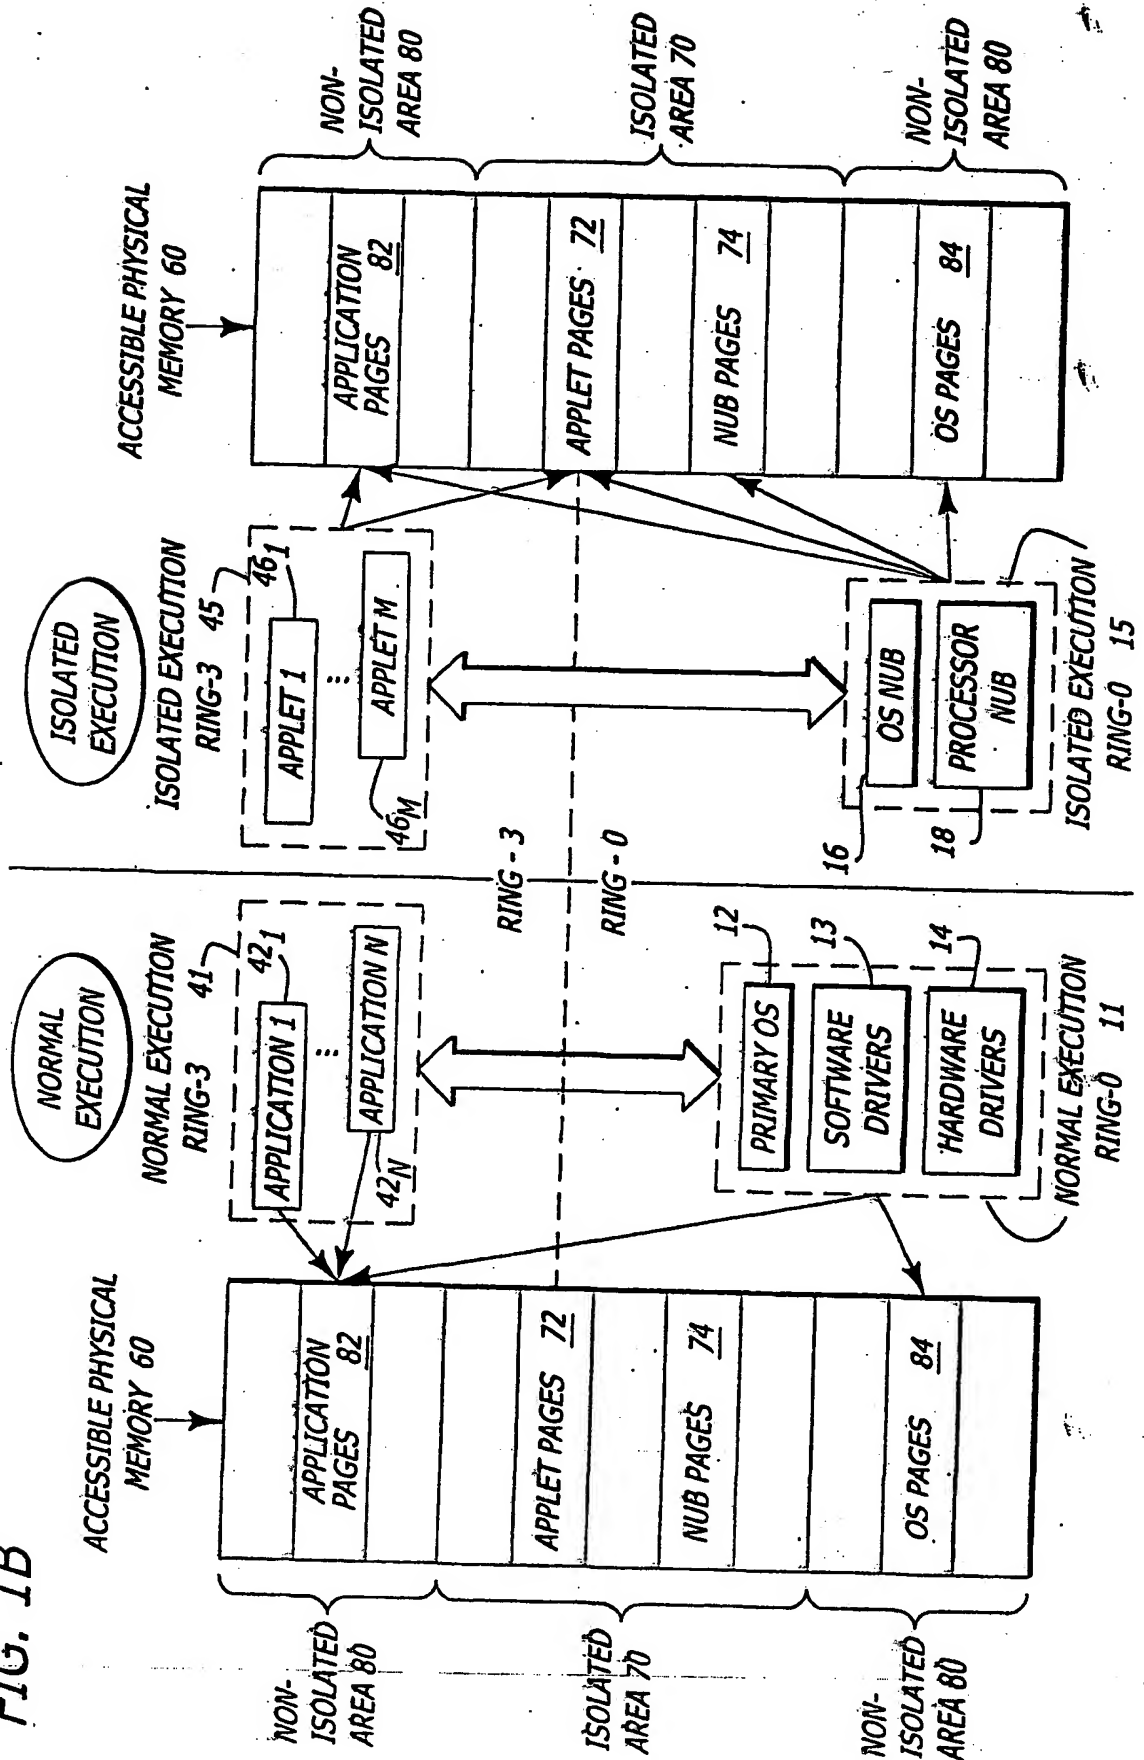 FIG. 1B
NORMAL
EXECUTION
ISOLATED
EXECUTION
ACCESSIBLE PHYSICAL
MEMORY 60
NON-
ISOLATED
AREA 80
ISOLATED
AREA 70
NON-
ISOLATED
AREA 80
APPLICATION
PAGES 82
APPLET PAGES 72
NUB PAGES 74
OS PAGES 84
NORMAL EXECUTION
RING-3 41
APPLICATION 1
42₁
...
APPLICATION N
42N
PRIMARY OS
12
SOFTWARE
DRIVERS
13
HARDWARE
DRIVERS
14
NORMAL EXECUTION
RING-0 11
RING - 3
RING - 0
ISOLATED EXECUTION
RING-3 45
APPLET 1
46₁
...
APPLET M
46M
OS NUB
16
PROCESSOR
NUB
18
ISOLATED EXECUTION
RING-0 15
ACCESSIBLE PHYSICAL
MEMORY 60
APPLICATION
PAGES 82
APPLET PAGES 72
NUB PAGES 74
OS PAGES 84
NON-
ISOLATED
AREA 80
ISOLATED
AREA 70
NON-
ISOLATED
AREA 80